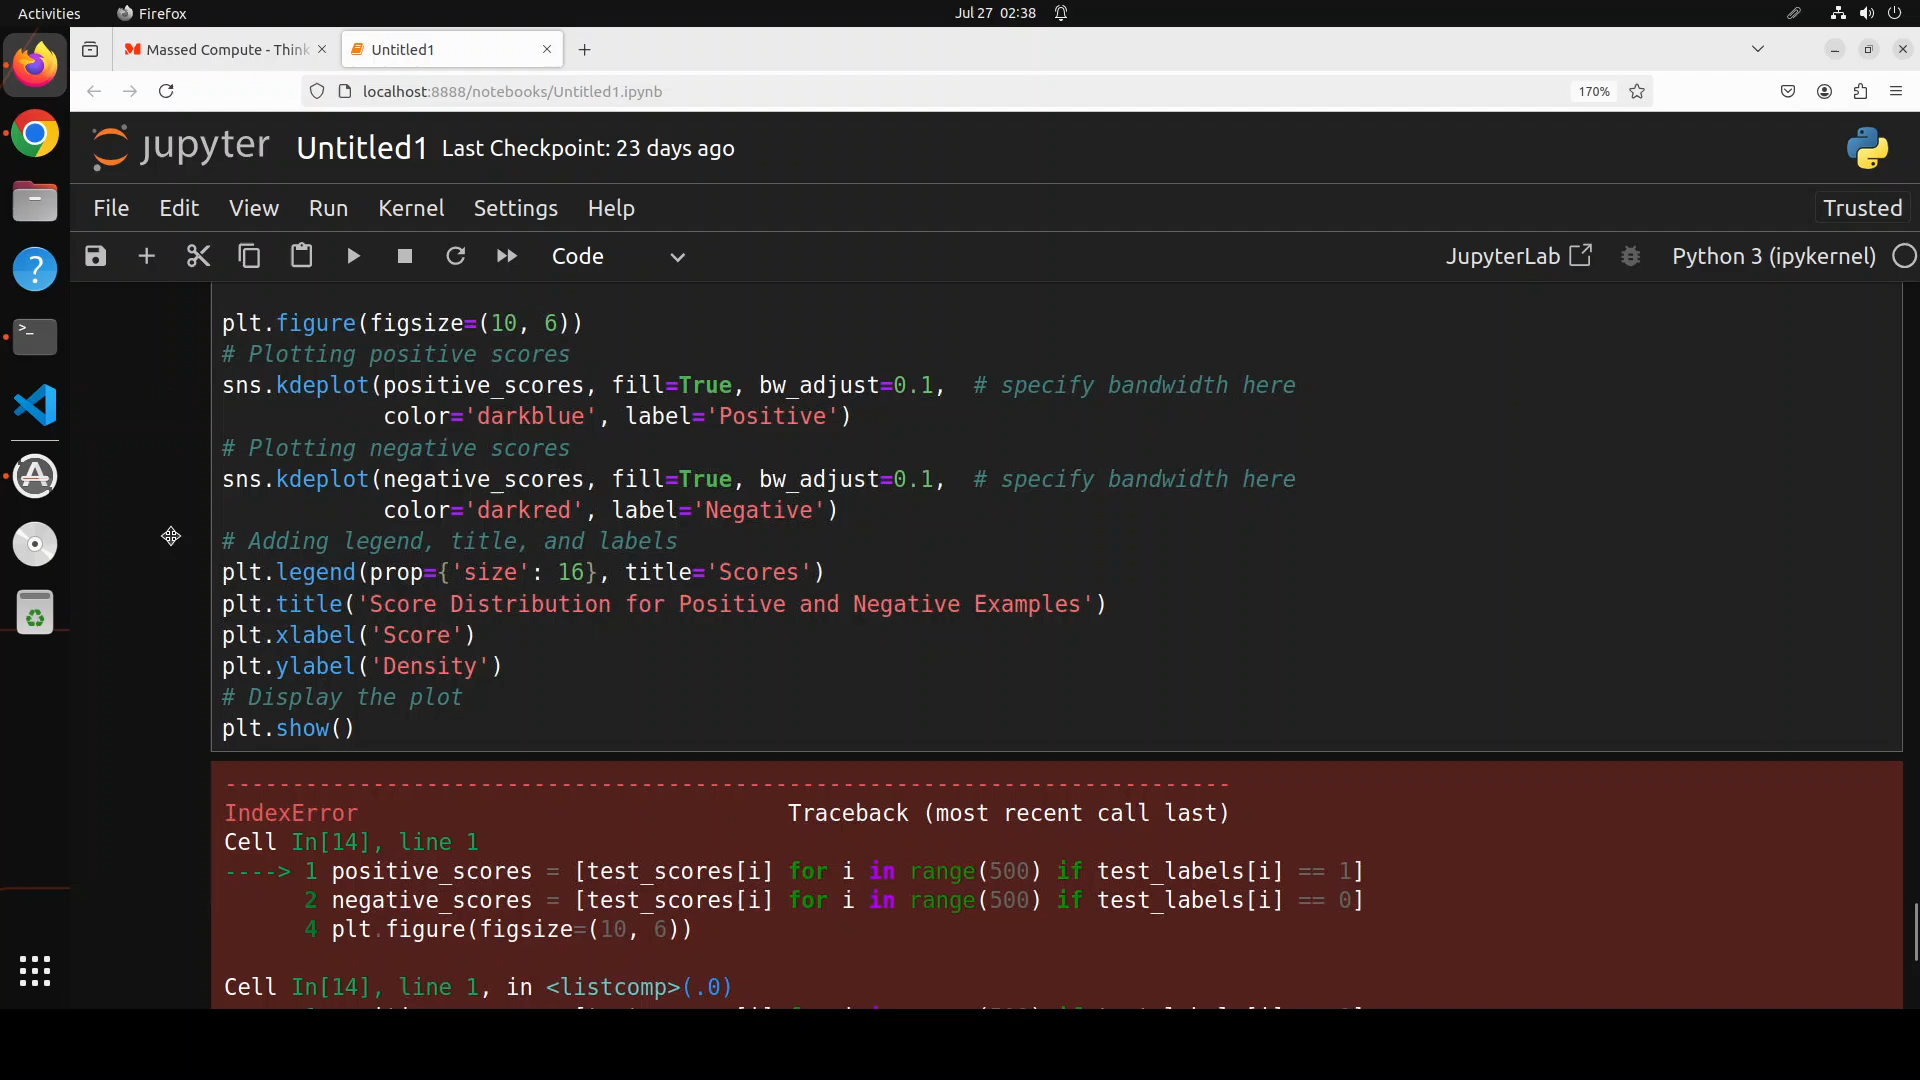 Activities Firefox Jul 27 02:38
Massed Compute - Think Untitled1
localhost:8888/notebooks/Untitled1.ipynb 170%
jupyter Untitled1 Last Checkpoint: 23 days ago
File Edit View Run Kernel Settings Help Trusted
Code JupyterLab Python 3 (ipykernel)
plt.figure(figsize=(10, 6))
# Plotting positive scores
sns.kdeplot(positive_scores, fill=True, bw_adjust=0.1,  # specify bandwidth here
            color='darkblue', label='Positive')
# Plotting negative scores
sns.kdeplot(negative_scores, fill=True, bw_adjust=0.1,  # specify bandwidth here
            color='darkred', label='Negative')
# Adding legend, title, and labels
plt.legend(prop={'size': 16}, title='Scores')
plt.title('Score Distribution for Positive and Negative Examples')
plt.xlabel('Score')
plt.ylabel('Density')
# Display the plot
plt.show()
---------------------------------------------------------------------------
IndexError                                Traceback (most recent call last)
Cell In[14], line 1
----> 1 positive_scores = [test_scores[i] for i in range(500) if test_labels[i] == 1]
      2 negative_scores = [test_scores[i] for i in range(500) if test_labels[i] == 0]
      4 plt.figure(figsize=(10, 6))
Cell In[14], line 1, in <listcomp>(.0)